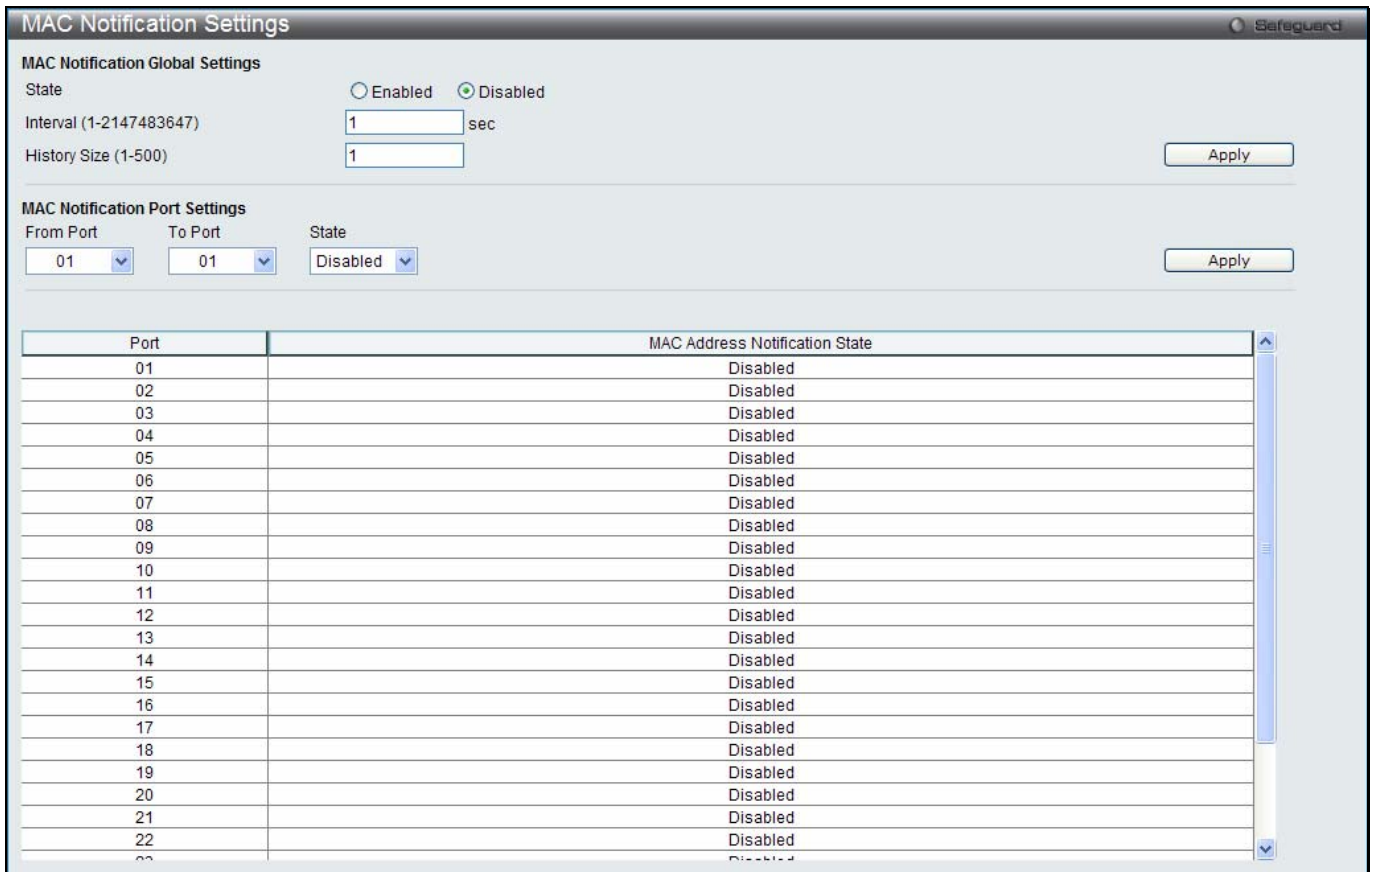 MAC Notification Settings Safeguard
MAC Notification Global Settings
State Enabled Disabled
Interval (1-2147483647) 1 sec
History Size (1-500) 1 Apply
MAC Notification Port Settings
From Port To Port State
01 01 Disabled Apply
Port MAC Address Notification State
01 Disabled
02 Disabled
03 Disabled
04 Disabled
05 Disabled
06 Disabled
07 Disabled
08 Disabled
09 Disabled
10 Disabled
11 Disabled
12 Disabled
13 Disabled
14 Disabled
15 Disabled
16 Disabled
17 Disabled
18 Disabled
19 Disabled
20 Disabled
21 Disabled
22 Disabled